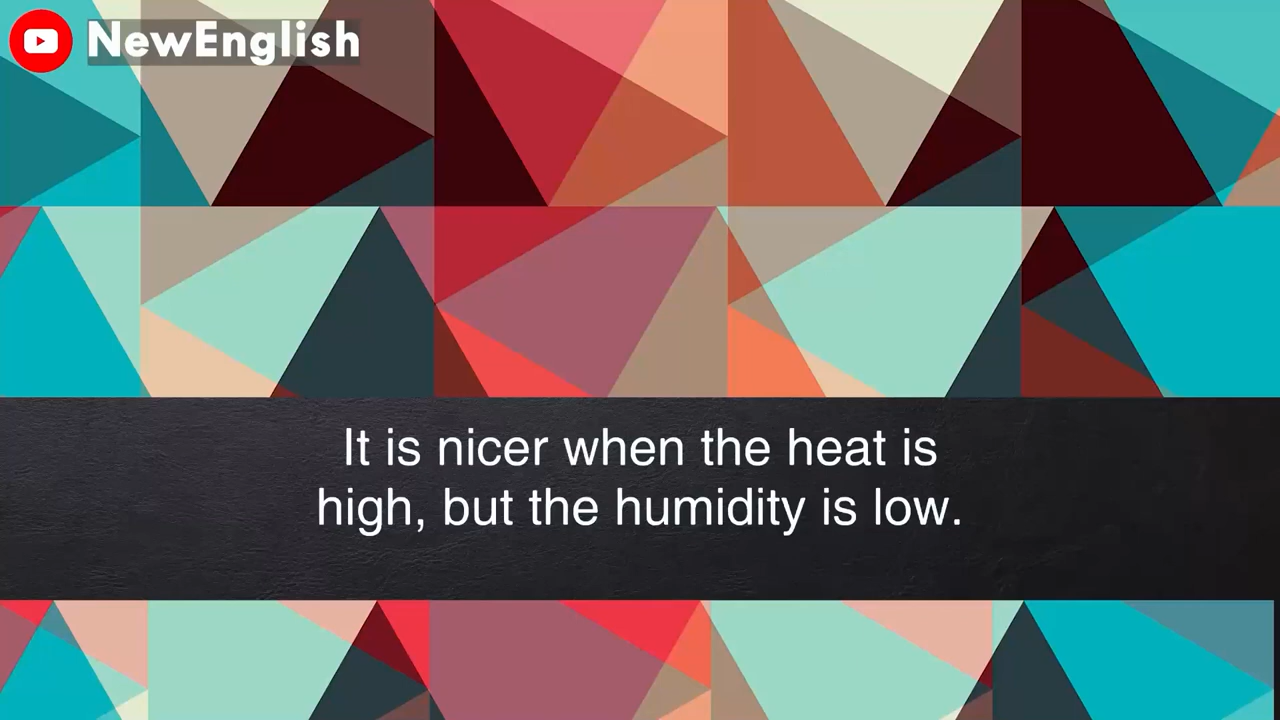 NewEnglish
It is nicer when the heat is
high, but the humidity is low.